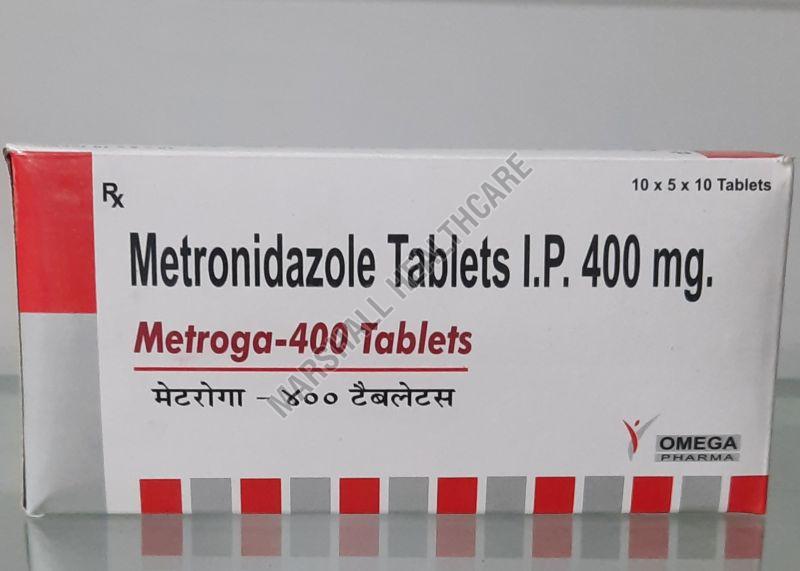 Rx
10 x 5 x 10 Tablets
Metronidazole Tablets I.P. 400 mg.
Metroga-400 Tablets
मेटरोगा - ४०० टैबलेटस
OMEGA
PHARMA
MARSHALL HEALTHCARE